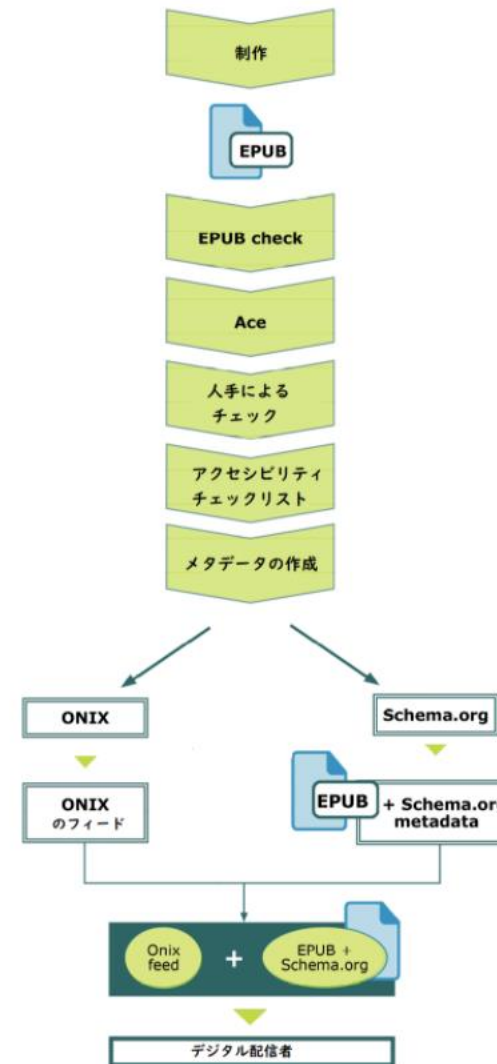 制作
EPUB
EPUB check
Ace
人手による
チェック
アクセシビリティ
チェックリスト
メタデータの作成
ONIX
Schema.org
ONIX
のフィード
EPUB
+ Schema.org
metadata
Onix
feed
+
EPUB +
Schema.org
デジタル配信者